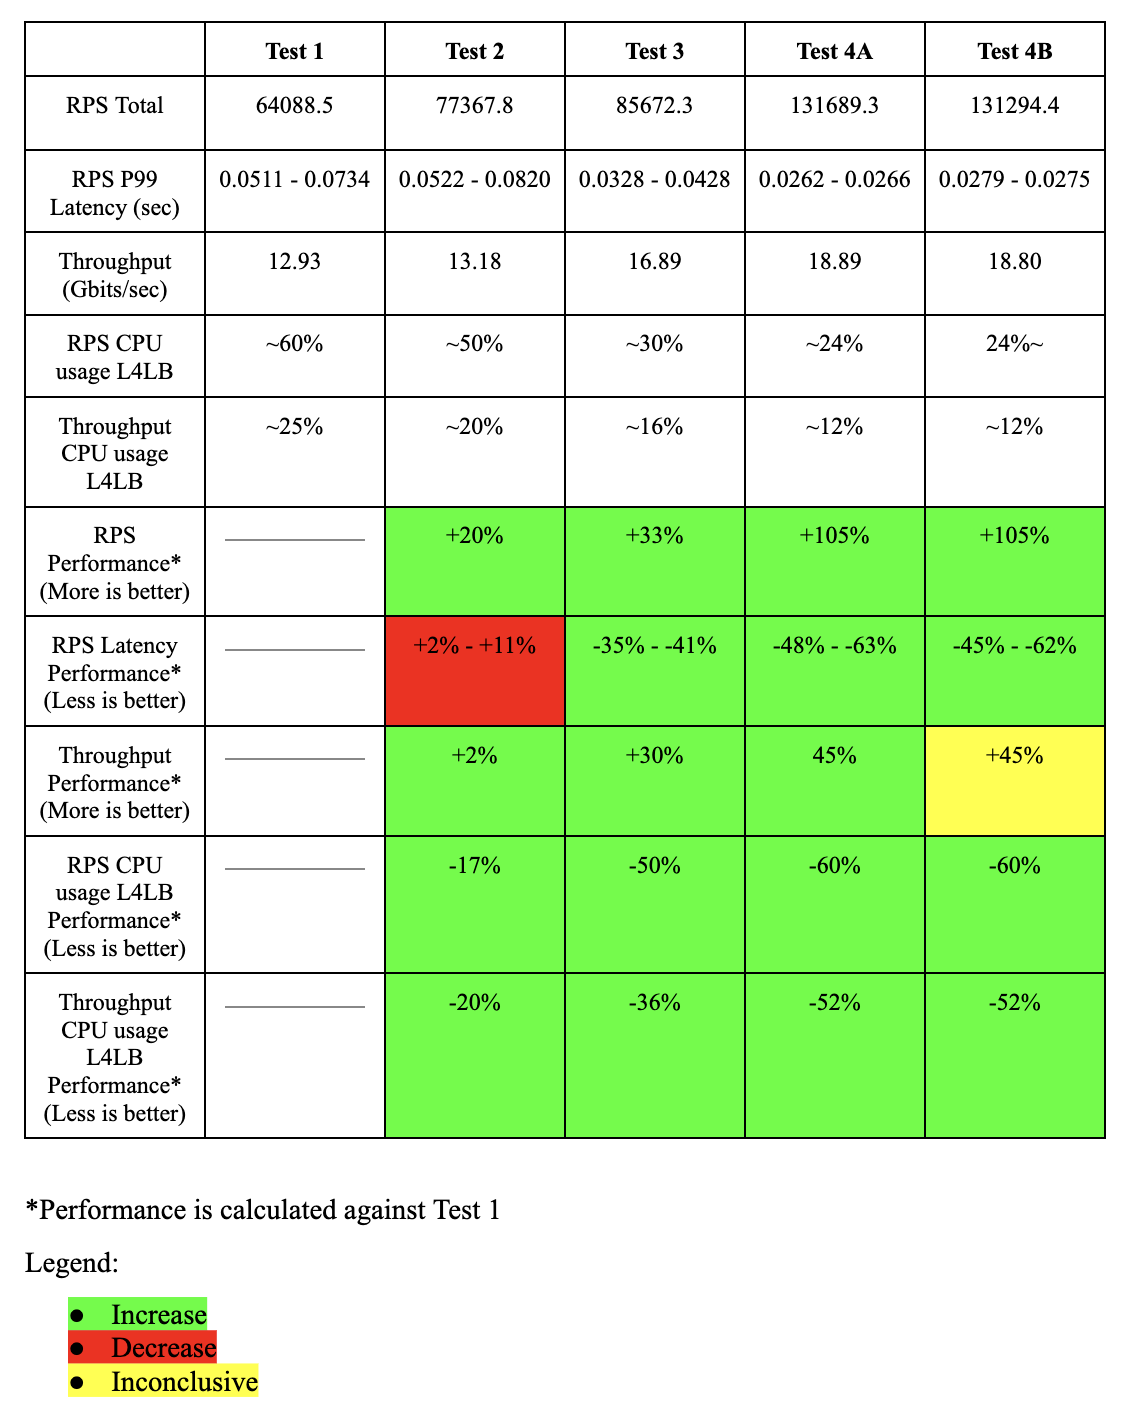 Test 1 Test 2 Test 3 Test 4A Test 4B
RPS Total 64088.5 77367.8 85672.3 131689.3 131294.4
RPS P99 0.0511 - 0.0734 0.0522 - 0.0820 0.0328 - 0.0428 0.0262 - 0.0266 0.0279 - 0.0275
Latency (sec)
Throughput 12.93 13.18 16.89 18.89 18.80
(Gbits/sec)
RPS CPU ~60% ~50% ~30% ~24% 24%~
usage L4LB
Throughput ~25% ~20% ~16% ~12% ~12%
CPU usage
L4LB
RPS +20% +33% +105% +105%
Performance*
(More is better)
RPS Latency +2% - +11% -35% - -41% -48% - -63% -45% - -62%
Performance*
(Less is better)
Throughput +2% +30% 45% +45%
Performance*
(More is better)
RPS CPU -17% -50% -60% -60%
usage L4LB
Performance*
(Less is better)
Throughput -20% -36% -52% -52%
CPU usage
L4LB
Performance*
(Less is better)
*Performance is calculated against Test 1
Legend:
● Increase
● Decrease
● Inconclusive